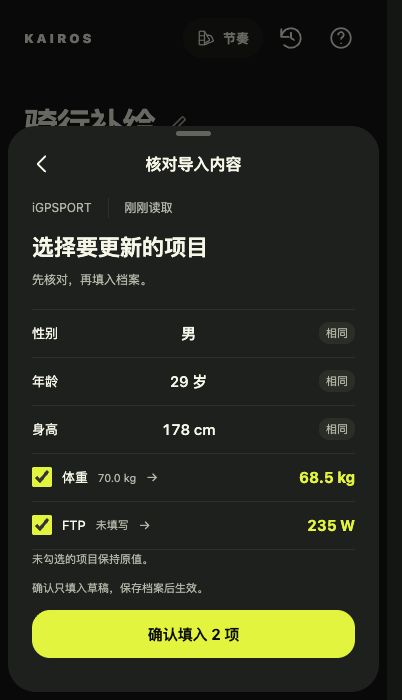 KAIROS
节奏
骑行补给
核对导入内容
iGPSPORT
刚刚读取
选择要更新的项目
先核对，再填入档案。
性别 男 相同
年龄 29 岁 相同
身高 178 cm 相同
体重 70.0 kg → 68.5 kg
FTP 未填写 → 235 W
未勾选的项目保持原值。
确认只填入草稿，保存档案后生效。
确认填入 2 项